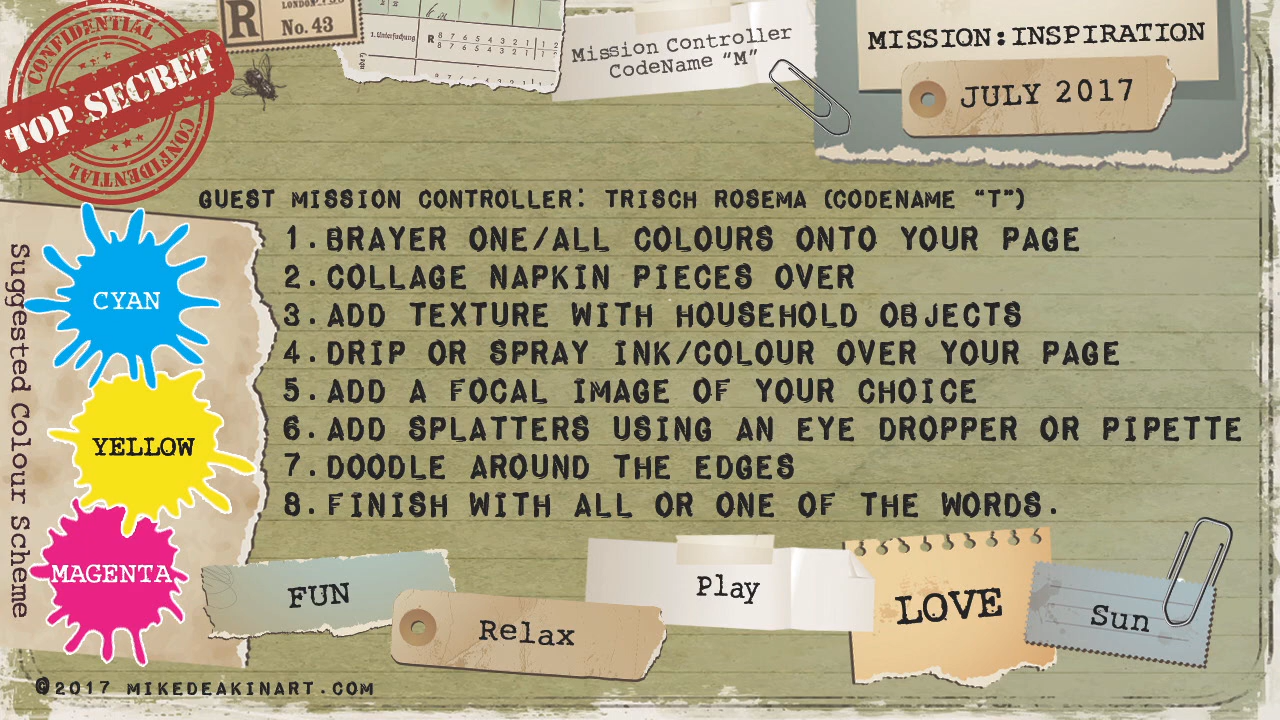 CONFIDENTIAL
TOP SECRET
CONFIDENTIAL
R
No. 43
1. Untersuchung
R
Mission Controller
CodeName “M”
MISSION:INSPIRATION
JULY 2017
GUEST MISSION CONTROLLER: TRISCH ROSEMA (CODENAME “T”)
1. BRAYER ONE/ALL COLOURS ONTO YOUR PAGE
2. COLLAGE NAPKIN PIECES OVER
3. ADD TEXTURE WITH HOUSEHOLD OBJECTS
4. DRIP OR SPRAY INK/COLOUR OVER YOUR PAGE
5. ADD A FOCAL IMAGE OF YOUR CHOICE
6. ADD SPLATTERS USING AN EYE DROPPER OR PIPETTE
7. DOODLE AROUND THE EDGES
8. FINISH WITH ALL OR ONE OF THE WORDS.
Suggested Colour Scheme
CYAN
YELLOW
MAGENTA
FUN
Relax
Play
LOVE
Sun
©2017 MIKEDEAKINART.COM